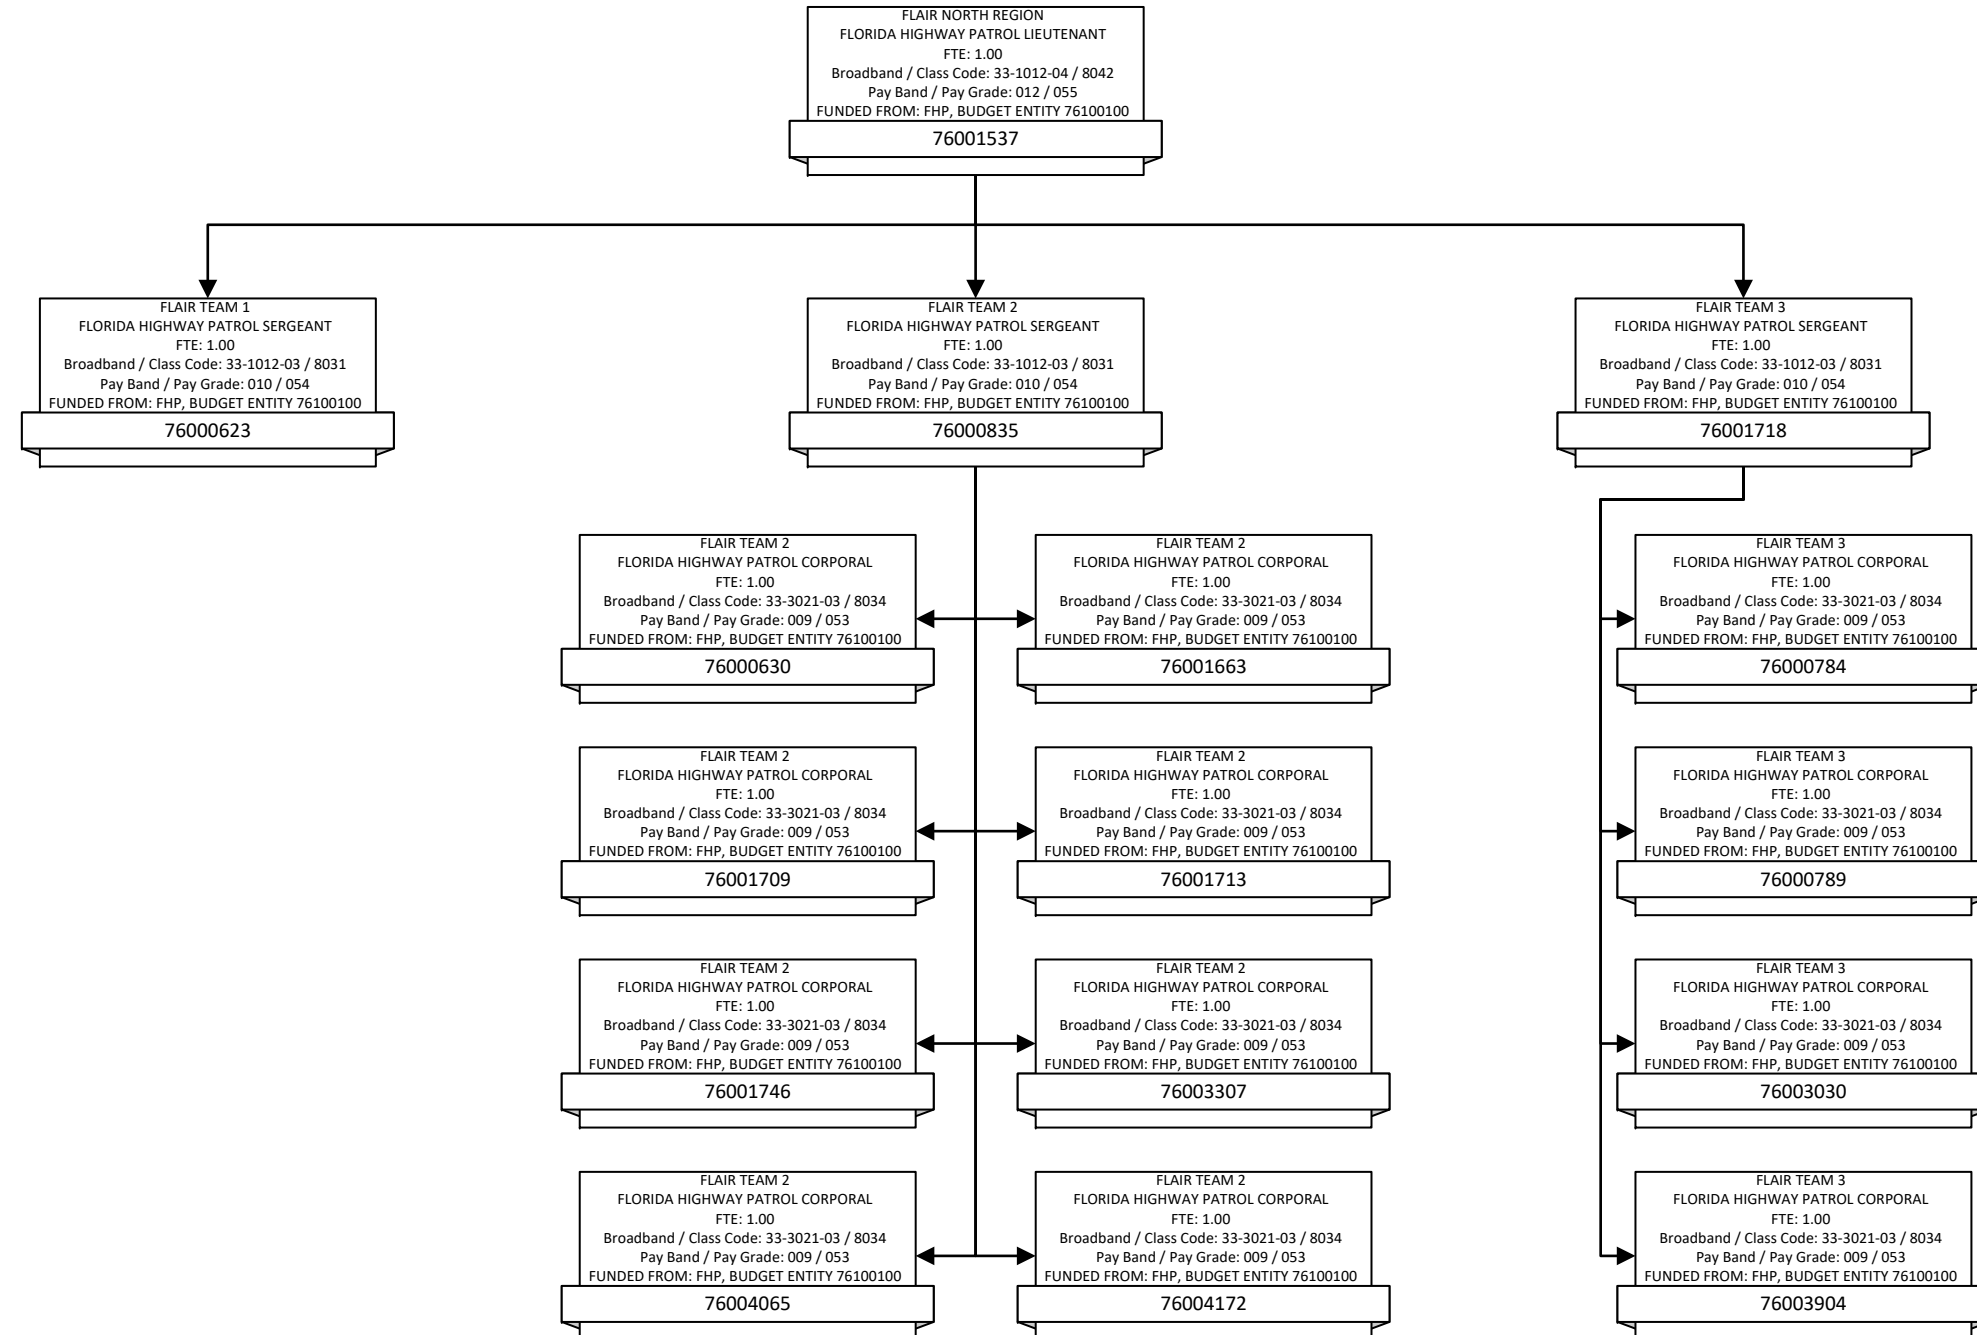 FLAIR NORTH REGION
FLORIDA HIGHWAY PATROL LIEUTENANT
FTE: 1.00
Broadband / Class Code: 33-1012-04 / 8042
Pay Band / Pay Grade: 012 / 055
FUNDED FROM: FHP, BUDGET ENTITY 76100100
76001537
FLAIR TEAM 1
FLORIDA HIGHWAY PATROL SERGEANT
FTE: 1.00
Broadband / Class Code: 33-1012-03 / 8031
Pay Band / Pay Grade: 010 / 054
FUNDED FROM: FHP, BUDGET ENTITY 76100100
76000623
FLAIR TEAM 2
FLORIDA HIGHWAY PATROL SERGEANT
FTE: 1.00
Broadband / Class Code: 33-1012-03 / 8031
Pay Band / Pay Grade: 010 / 054
FUNDED FROM: FHP, BUDGET ENTITY 76100100
76000835
FLAIR TEAM 3
FLORIDA HIGHWAY PATROL SERGEANT
FTE: 1.00
Broadband / Class Code: 33-1012-03 / 8031
Pay Band / Pay Grade: 010 / 054
FUNDED FROM: FHP, BUDGET ENTITY 76100100
76001718
FLAIR TEAM 2
FLORIDA HIGHWAY PATROL CORPORAL
FTE: 1.00
Broadband / Class Code: 33-3021-03 / 8034
Pay Band / Pay Grade: 009 / 053
FUNDED FROM: FHP, BUDGET ENTITY 76100100
76000630
FLAIR TEAM 2
FLORIDA HIGHWAY PATROL CORPORAL
FTE: 1.00
Broadband / Class Code: 33-3021-03 / 8034
Pay Band / Pay Grade: 009 / 053
FUNDED FROM: FHP, BUDGET ENTITY 76100100
76001663
FLAIR TEAM 3
FLORIDA HIGHWAY PATROL CORPORAL
FTE: 1.00
Broadband / Class Code: 33-3021-03 / 8034
Pay Band / Pay Grade: 009 / 053
FUNDED FROM: FHP, BUDGET ENTITY 76100100
76000784
FLAIR TEAM 2
FLORIDA HIGHWAY PATROL CORPORAL
FTE: 1.00
Broadband / Class Code: 33-3021-03 / 8034
Pay Band / Pay Grade: 009 / 053
FUNDED FROM: FHP, BUDGET ENTITY 76100100
76001709
FLAIR TEAM 2
FLORIDA HIGHWAY PATROL CORPORAL
FTE: 1.00
Broadband / Class Code: 33-3021-03 / 8034
Pay Band / Pay Grade: 009 / 053
FUNDED FROM: FHP, BUDGET ENTITY 76100100
76001713
FLAIR TEAM 3
FLORIDA HIGHWAY PATROL CORPORAL
FTE: 1.00
Broadband / Class Code: 33-3021-03 / 8034
Pay Band / Pay Grade: 009 / 053
FUNDED FROM: FHP, BUDGET ENTITY 76100100
76000789
FLAIR TEAM 2
FLORIDA HIGHWAY PATROL CORPORAL
FTE: 1.00
Broadband / Class Code: 33-3021-03 / 8034
Pay Band / Pay Grade: 009 / 053
FUNDED FROM: FHP, BUDGET ENTITY 76100100
76001746
FLAIR TEAM 2
FLORIDA HIGHWAY PATROL CORPORAL
FTE: 1.00
Broadband / Class Code: 33-3021-03 / 8034
Pay Band / Pay Grade: 009 / 053
FUNDED FROM: FHP, BUDGET ENTITY 76100100
76003307
FLAIR TEAM 3
FLORIDA HIGHWAY PATROL CORPORAL
FTE: 1.00
Broadband / Class Code: 33-3021-03 / 8034
Pay Band / Pay Grade: 009 / 053
FUNDED FROM: FHP, BUDGET ENTITY 76100100
76003030
FLAIR TEAM 2
FLORIDA HIGHWAY PATROL CORPORAL
FTE: 1.00
Broadband / Class Code: 33-3021-03 / 8034
Pay Band / Pay Grade: 009 / 053
FUNDED FROM: FHP, BUDGET ENTITY 76100100
76004065
FLAIR TEAM 2
FLORIDA HIGHWAY PATROL CORPORAL
FTE: 1.00
Broadband / Class Code: 33-3021-03 / 8034
Pay Band / Pay Grade: 009 / 053
FUNDED FROM: FHP, BUDGET ENTITY 76100100
76004172
FLAIR TEAM 3
FLORIDA HIGHWAY PATROL CORPORAL
FTE: 1.00
Broadband / Class Code: 33-3021-03 / 8034
Pay Band / Pay Grade: 009 / 053
FUNDED FROM: FHP, BUDGET ENTITY 76100100
76003904